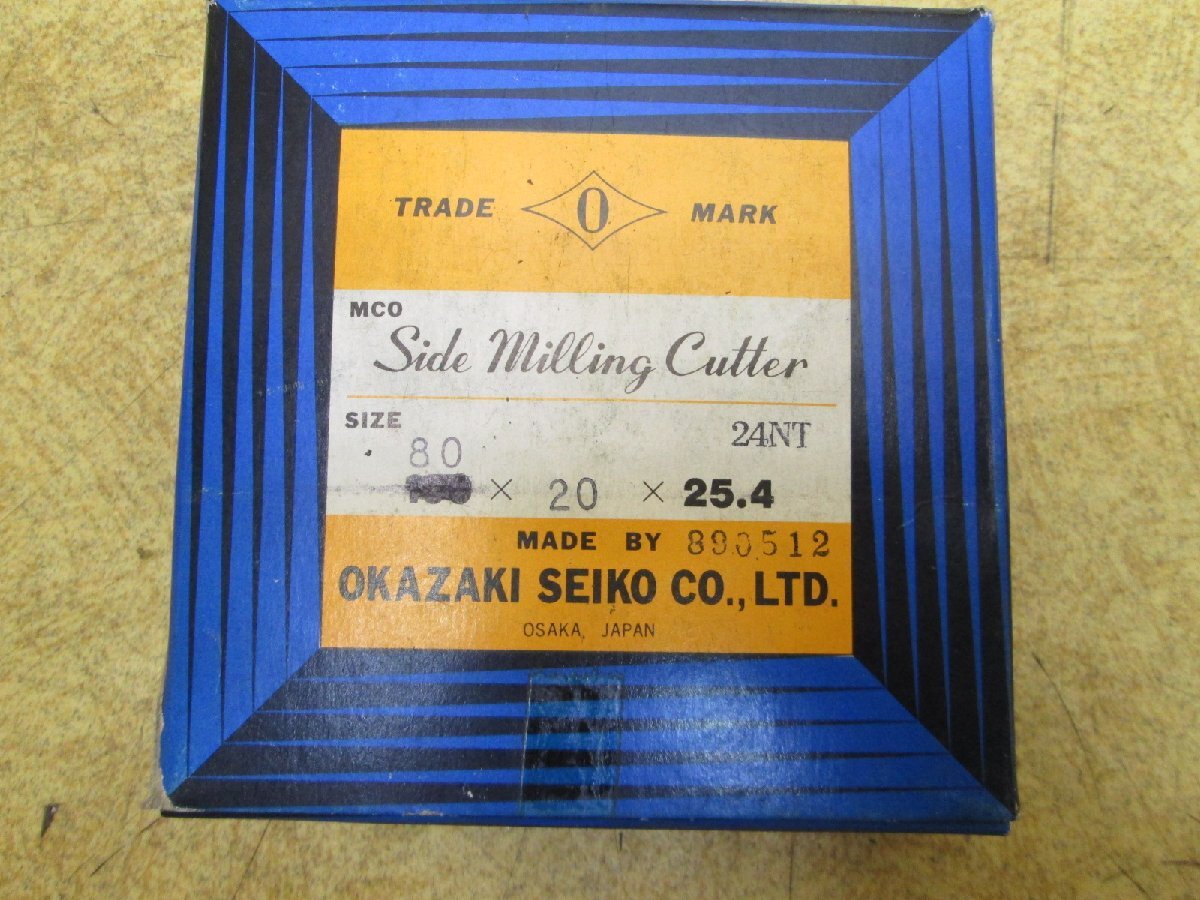 TRADE O MARK
MCO
Side Milling Cutter
SIZE
24NT
80
× 20 × 25.4
MADE BY 890512
OKAZAKI SEIKO CO., LTD.
OSAKA, JAPAN